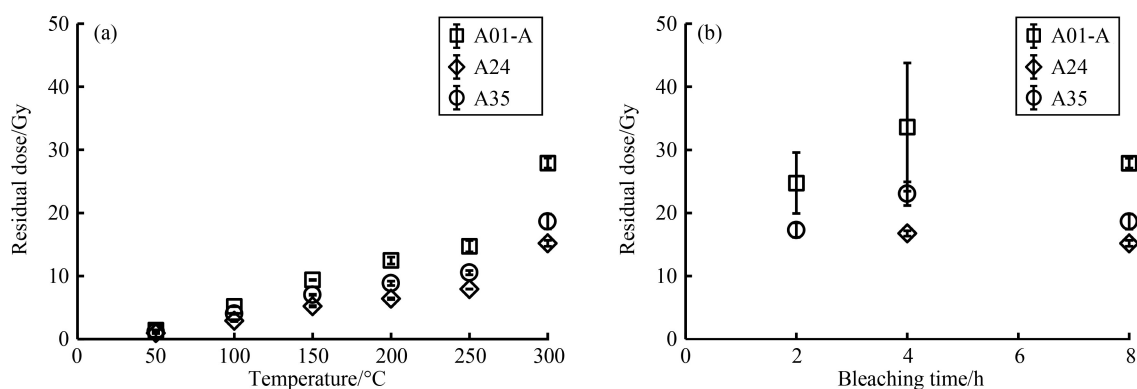 (a)
A01-A
A24
A35
Residual dose/Gy
50
40
30
20
10
0
0 50 100 150 200 250 300
Temperature/°C
(b)
A01-A
A24
A35
Residual dose/Gy
50
40
30
20
10
0
0 2 4 6 8
Bleaching time/h